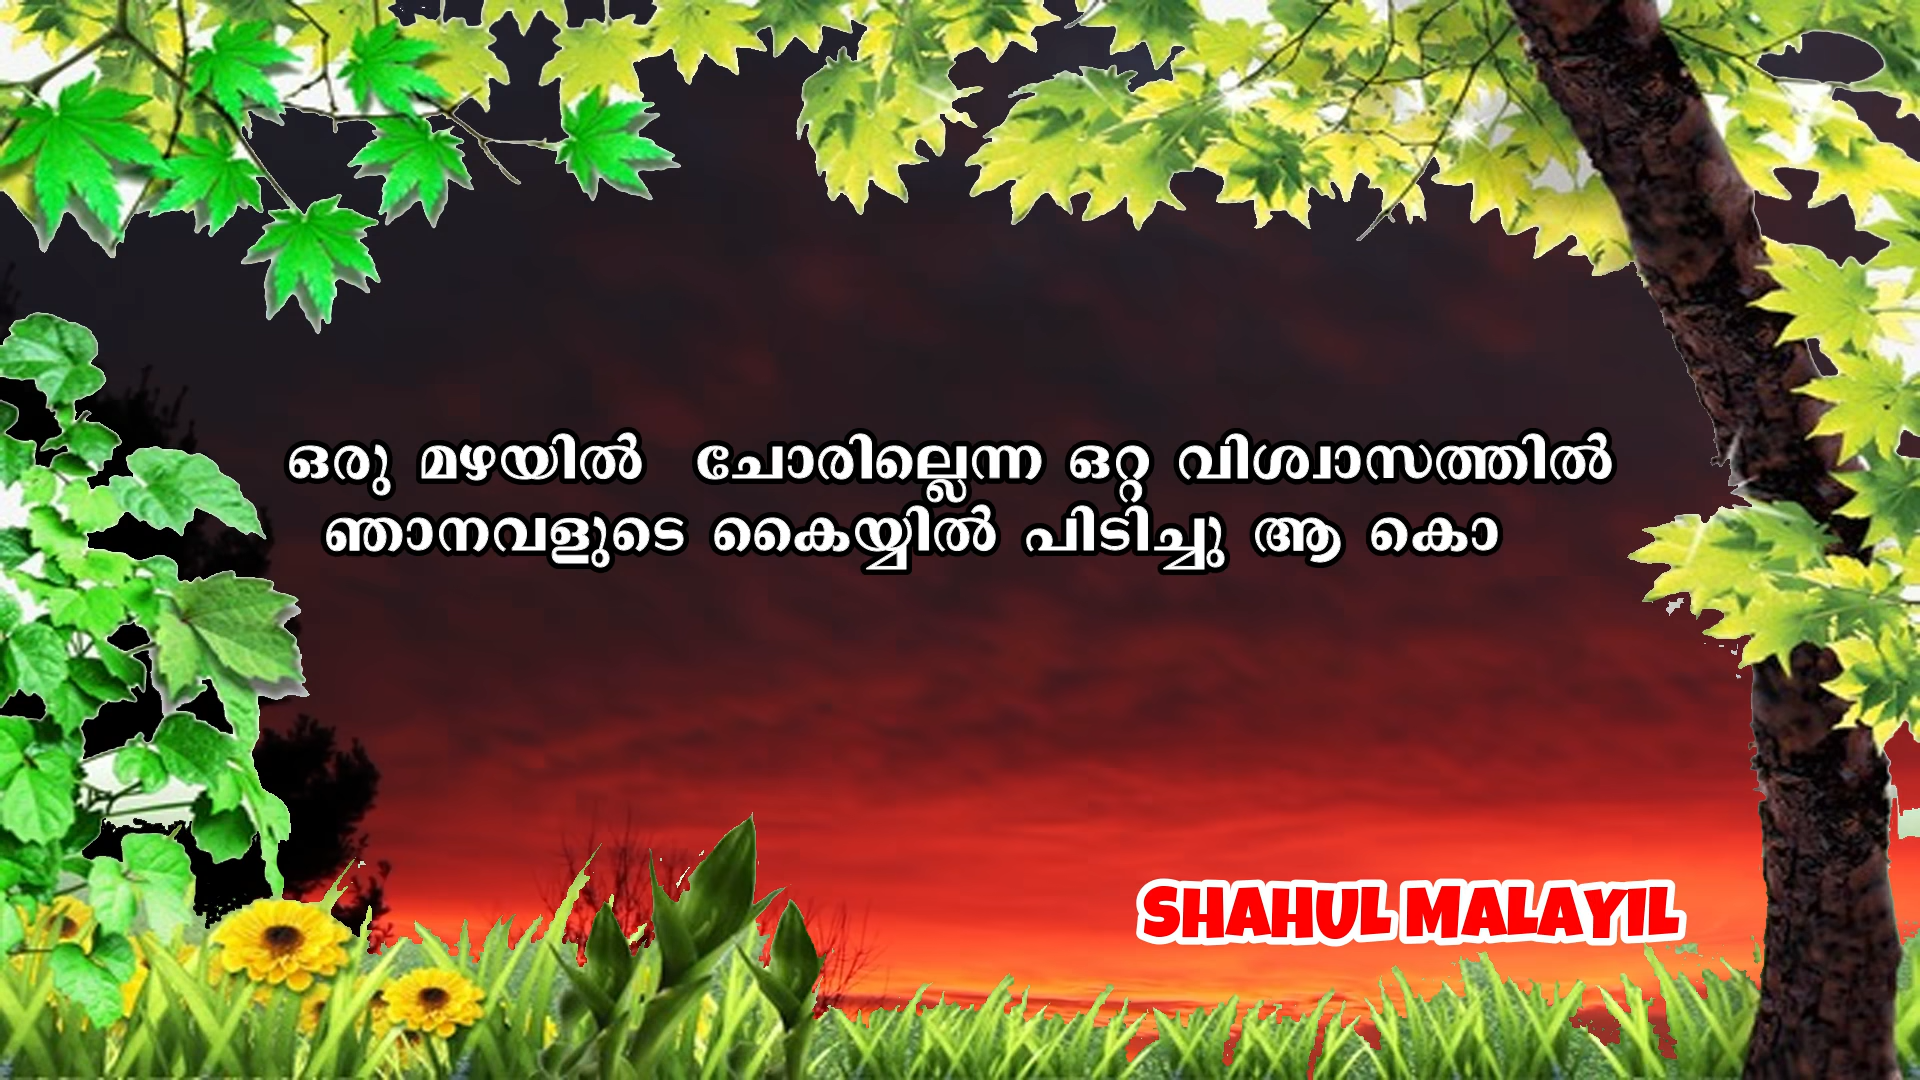 ഒരു മഴയിൽ ചോരില്ലെന്ന ഒറ്റ വിശ്വാസത്തിൽ
ഞാനവളുടെ കൈയ്യിൽ പിടിച്ചു ആ കൊ
SHAHUL MALAYIL